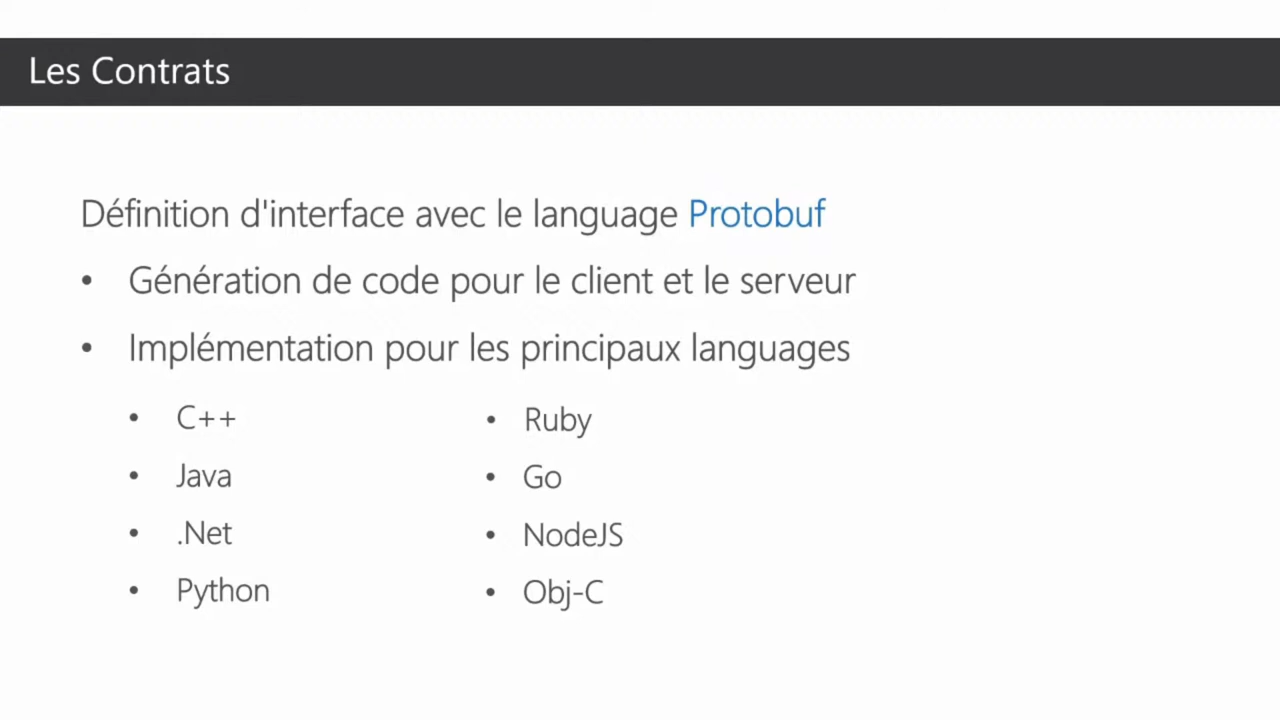 Les Contrats
Définition d'interface avec le language Protobuf
• Génération de code pour le client et le serveur
• Implémentation pour les principaux languages
• C++
• Java
• .Net
• Python
• Ruby
• Go
• NodeJS
• Obj-C